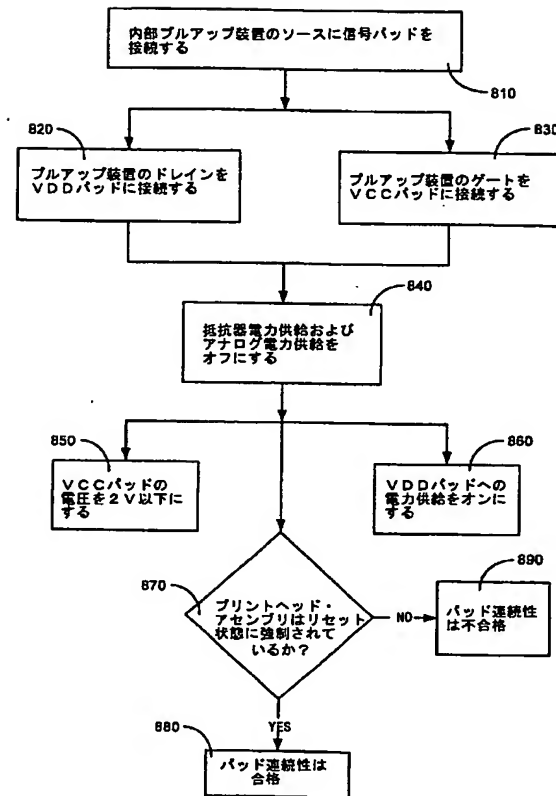 内部プルアップ装置のソースに信号パッドを
接続する
810
820
プルアップ装置のドレインを
VDDパッドに接続する
830
プルアップ装置のゲートを
VCCパッドに接続する
840
抵抗器電力供給および
アナログ電力供給を
オフにする
850
VCCパッドの
電圧を2V以下に
する
860
VDDパッドへの
電力供給をオンに
する
870
プリントヘッド・
アセンブリはリセット
状態に強制されて
いるか?
NO
890
パッド連続性
は不合格
YES
880
パッド連続性は
合格